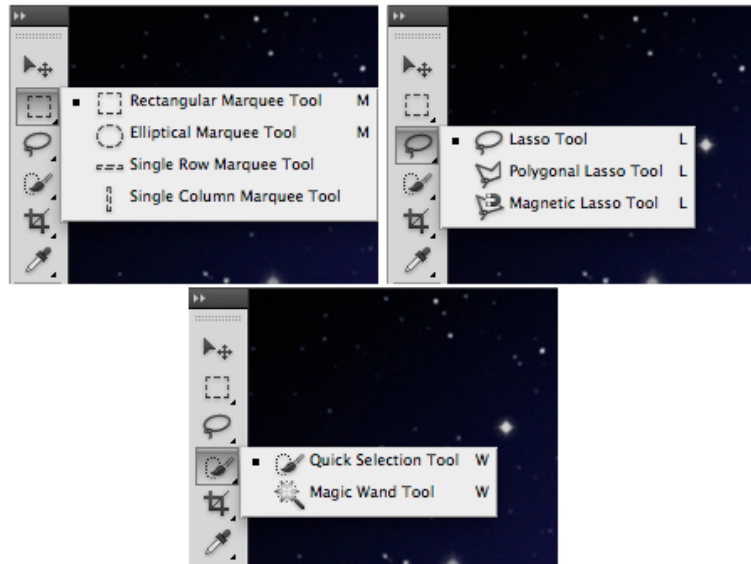 Rectangular Marquee Tool M
Elliptical Marquee Tool M
Single Row Marquee Tool
Single Column Marquee Tool
Lasso Tool L
Polygonal Lasso Tool L
Magnetic Lasso Tool L
Quick Selection Tool W
Magic Wand Tool W